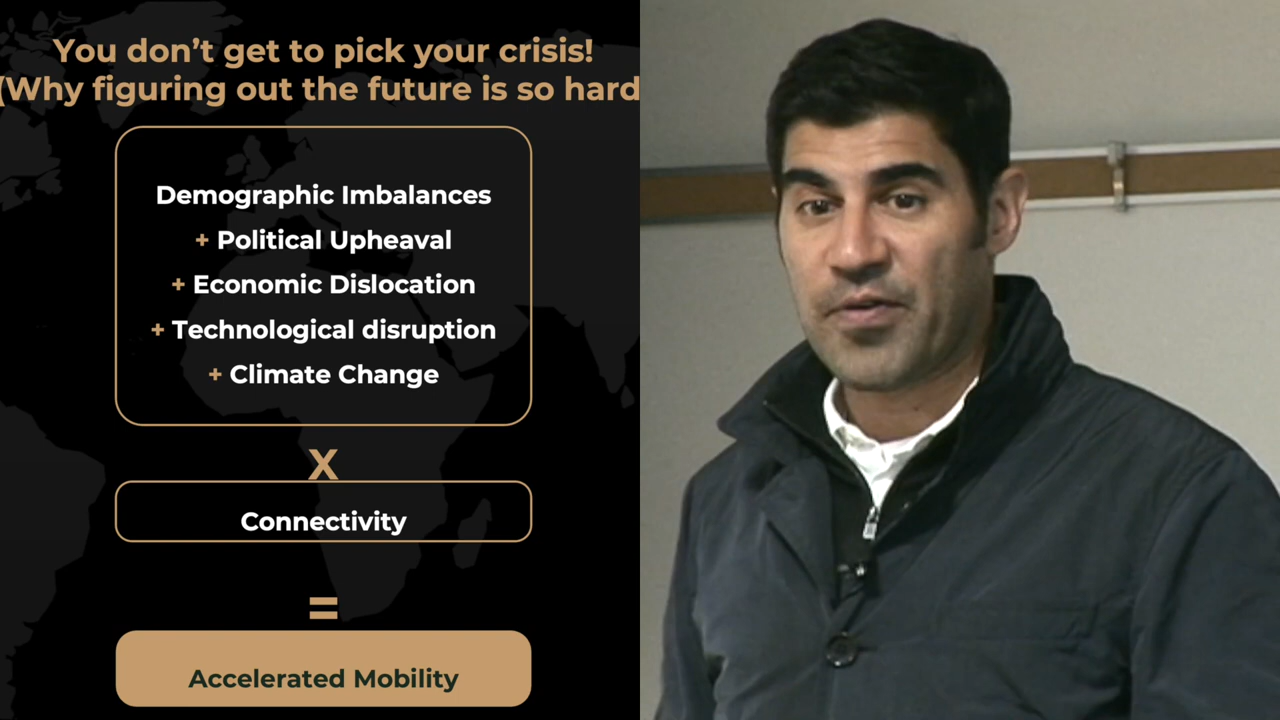 You don't get to pick your crisis!
(Why figuring out the future is so hard
Demographic Imbalances
+ Political Upheaval
+ Economic Dislocation
+ Technological disruption
+ Climate Change
X
Connectivity
=
Accelerated Mobility